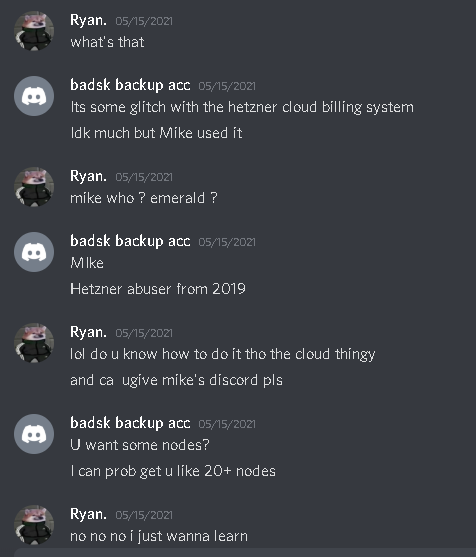 Ryan. 05/15/2021
what's that
badsk backup acc 05/15/2021
Its some glitch with the hetzner cloud billing system
Idk much but Mike used it
Ryan. 05/15/2021
mike who ? emerald ?
badsk backup acc 05/15/2021
MIke
Hetzner abuser from 2019
Ryan. 05/15/2021
lol do u know how to do it tho the cloud thingy
and ca  ugive mike's discord pls
badsk backup acc 05/15/2021
U want some nodes?
I can prob get u like 20+ nodes
Ryan. 05/15/2021
no no no i just wanna learn